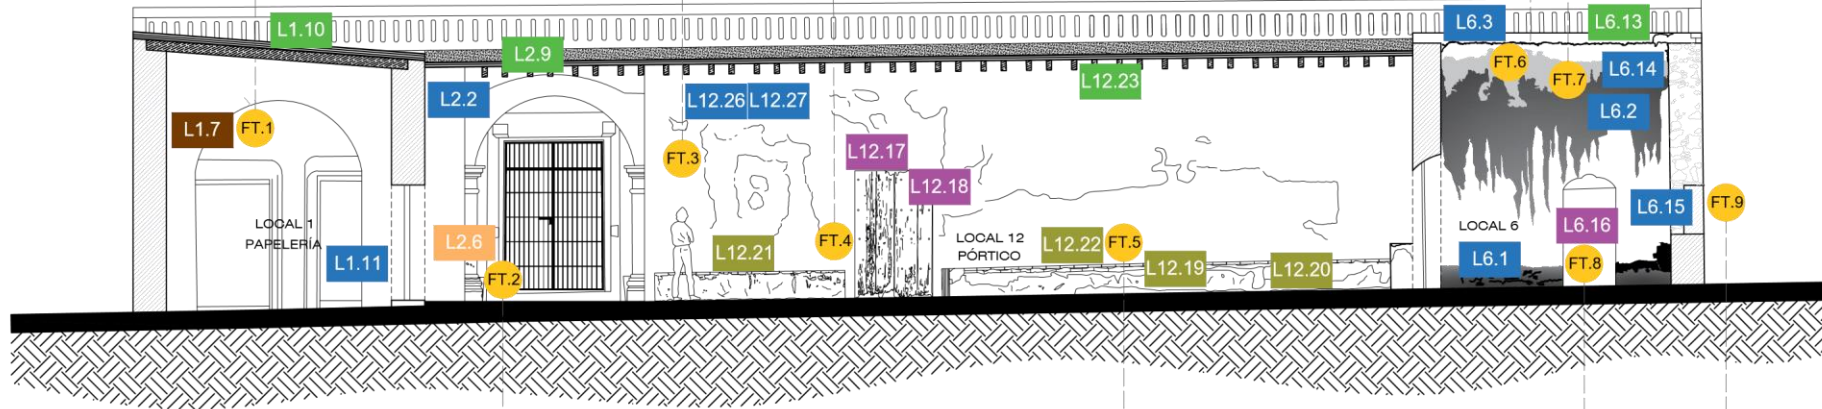 L1.10
L2.9
L6.3
L6.13
L2.2
L12.26
L12.27
L12.23
FT.6
FT.7
L6.14
L6.2
L1.7
FT.1
FT.3
L12.17
L12.18
LOCAL 1
PAPELERÍA
L1.11
L2.6
FT.2
L12.21
FT.4
LOCAL 12
PÓRTICO
L12.22
FT.5
L12.19
L12.20
LOCAL 6
L6.1
L6.16
FT.8
L6.15
FT.9